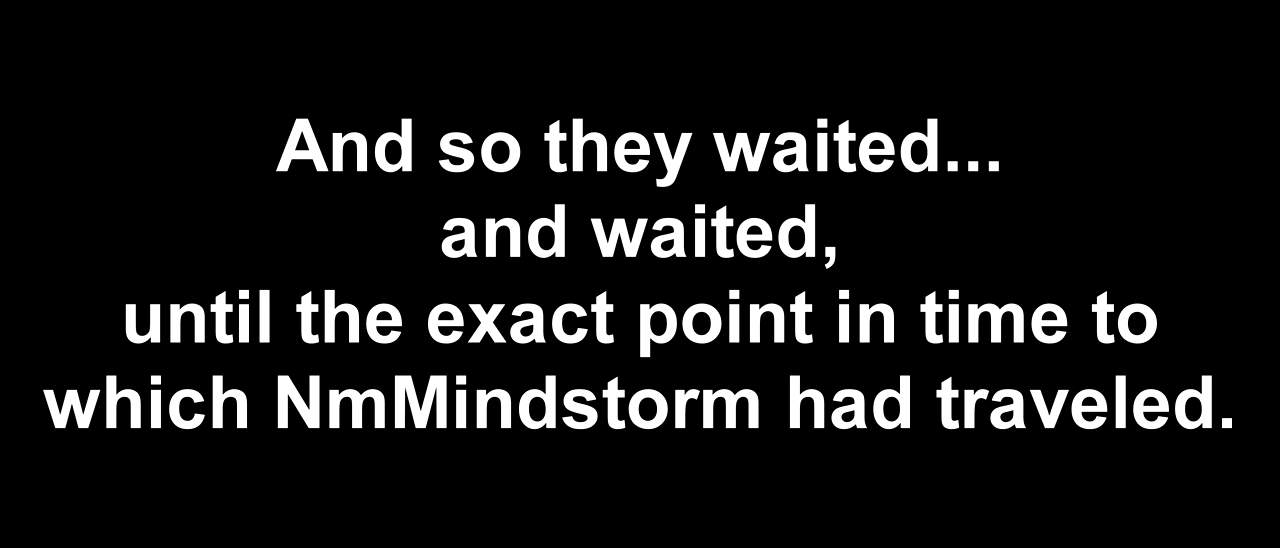 And so they waited...
and waited,
until the exact point in time to
which NmMindstorm had traveled.